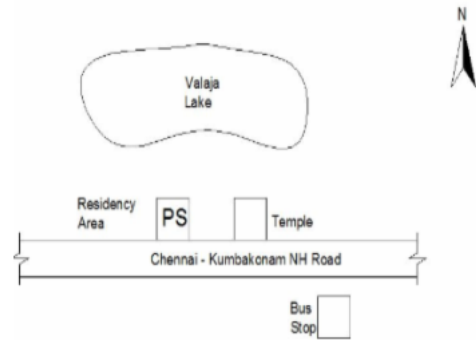 N
Valaja
Lake
Residency
Area
PS
Temple
Chennai - Kumbakonam NH Road
Bus
Stop